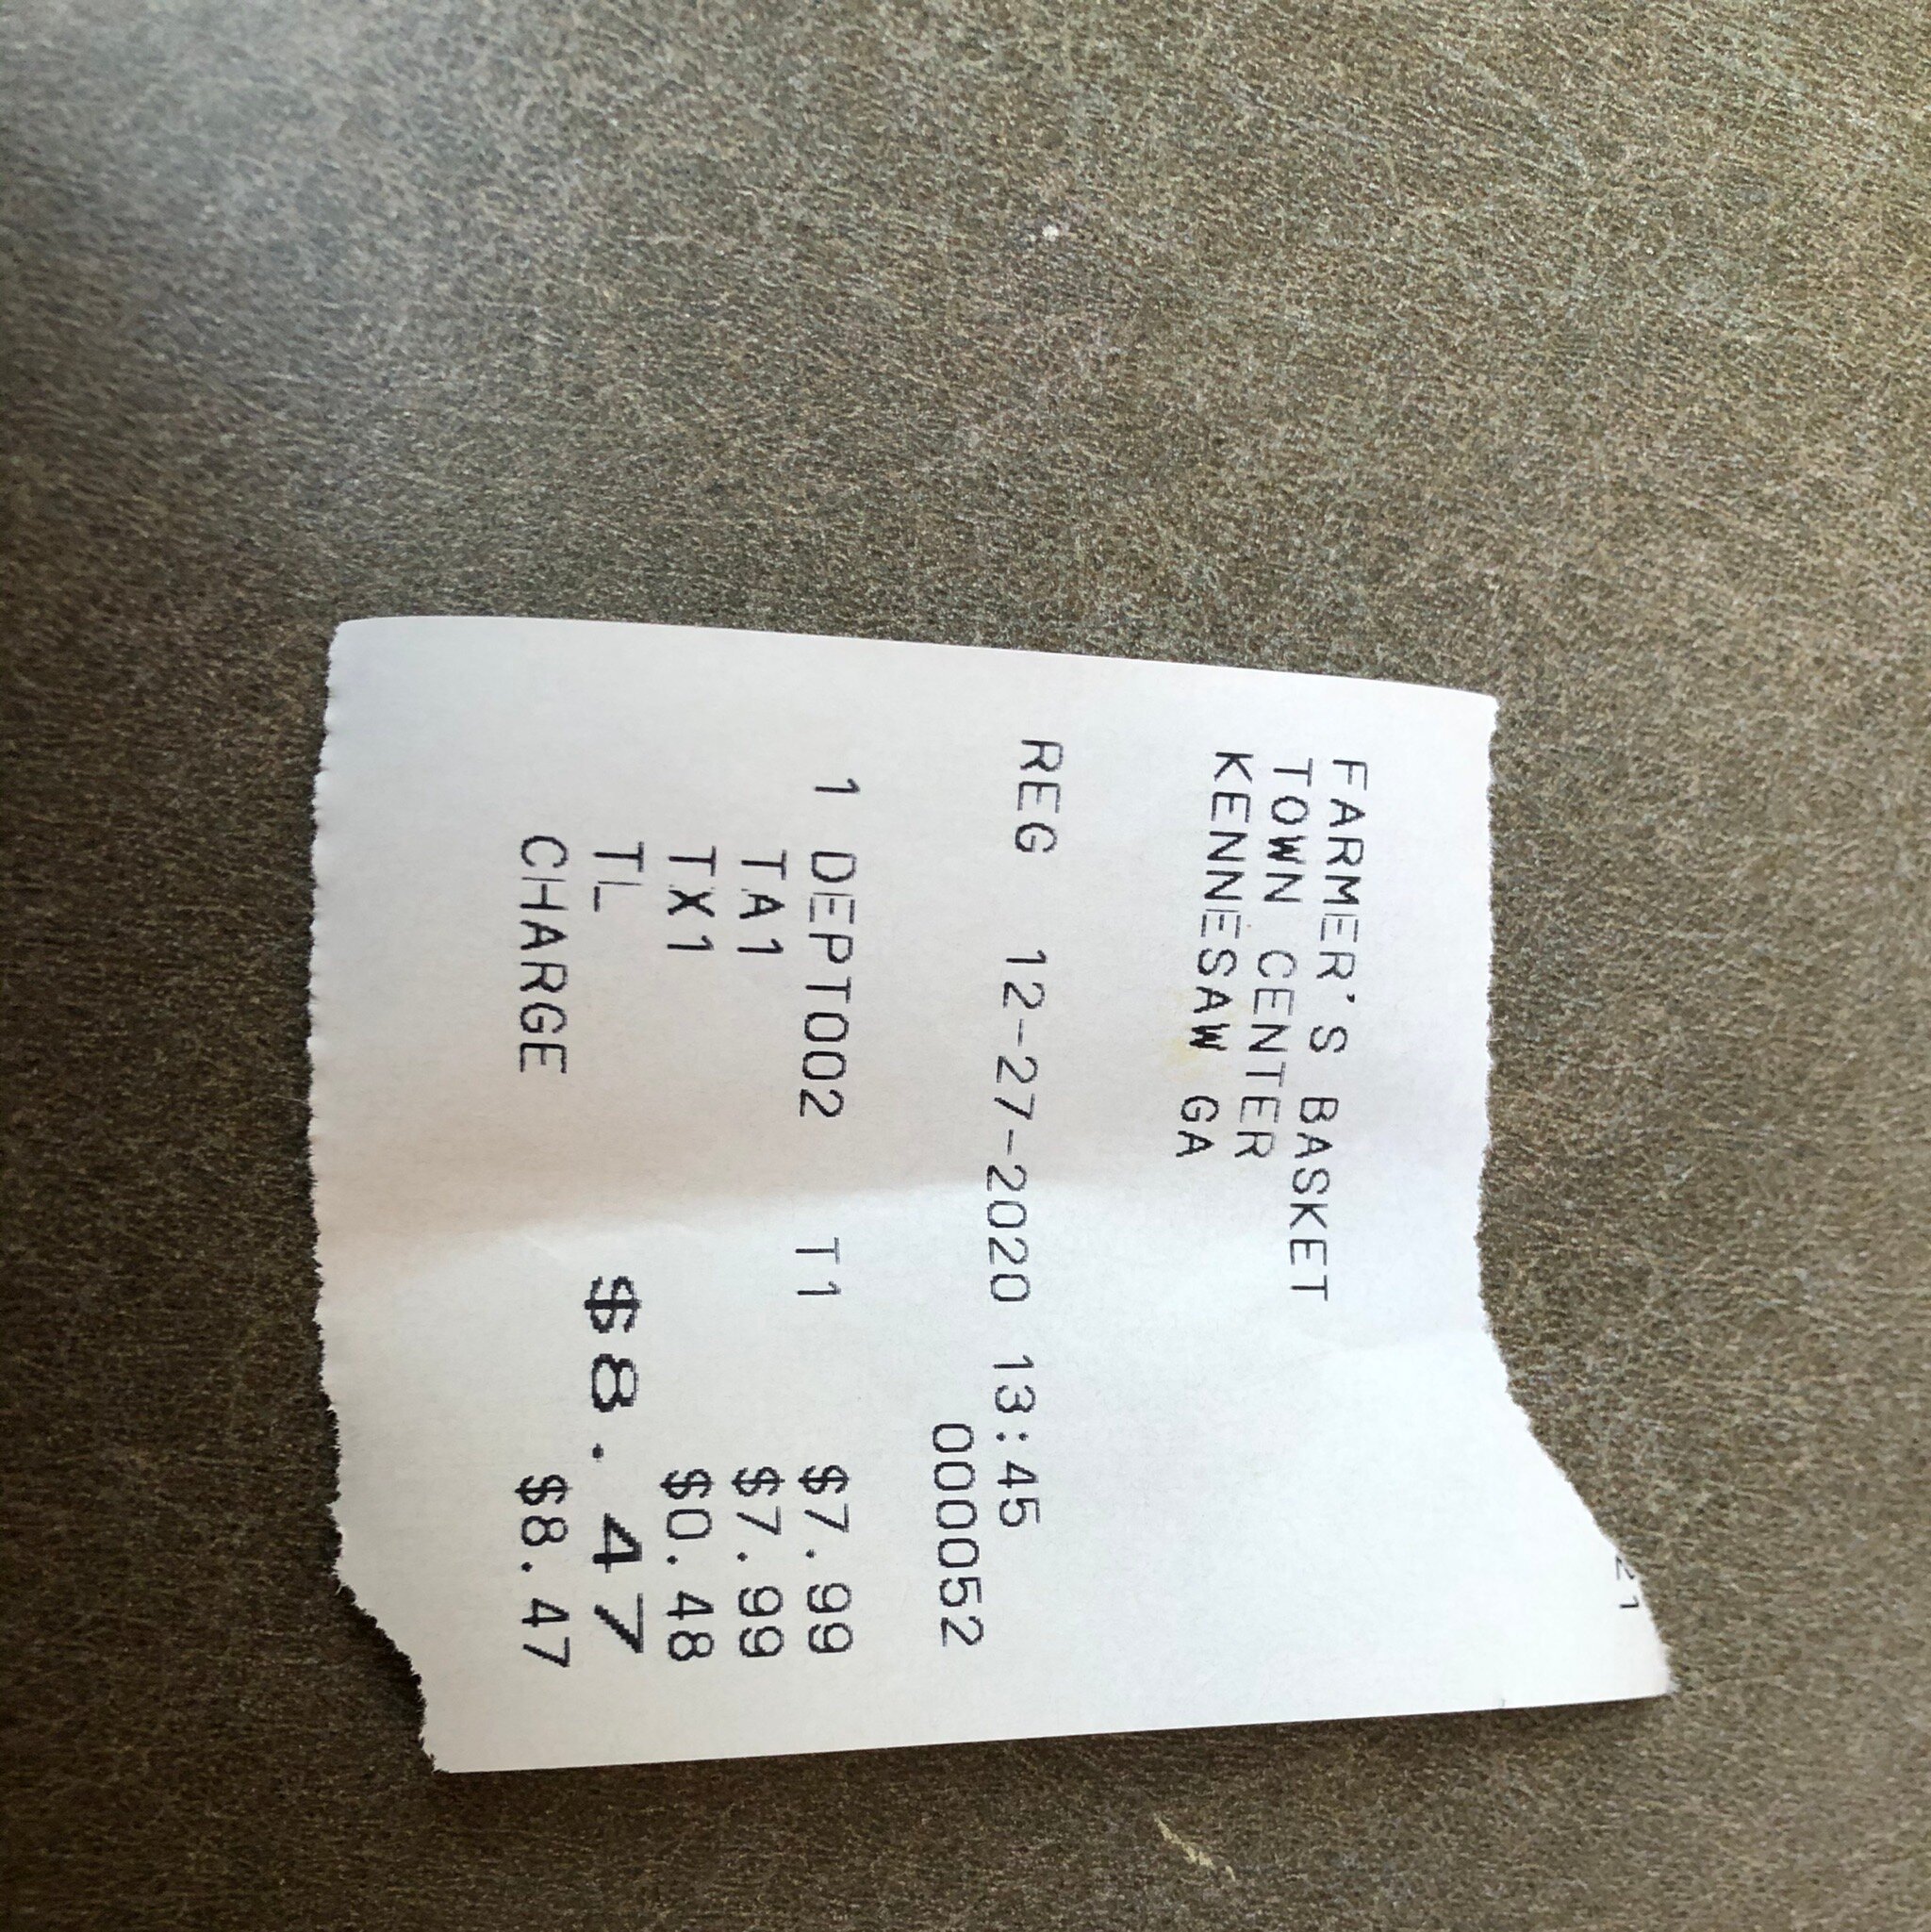 21
FARMER'S BASKET
TOWN CENTER
KENNESAW GA
REG 12-27-2020 13:45
000052
1 DEPT002 T1 $7.99
TA1 $7.99
TX1 $0.48
TL $8.47
CHARGE $8.47